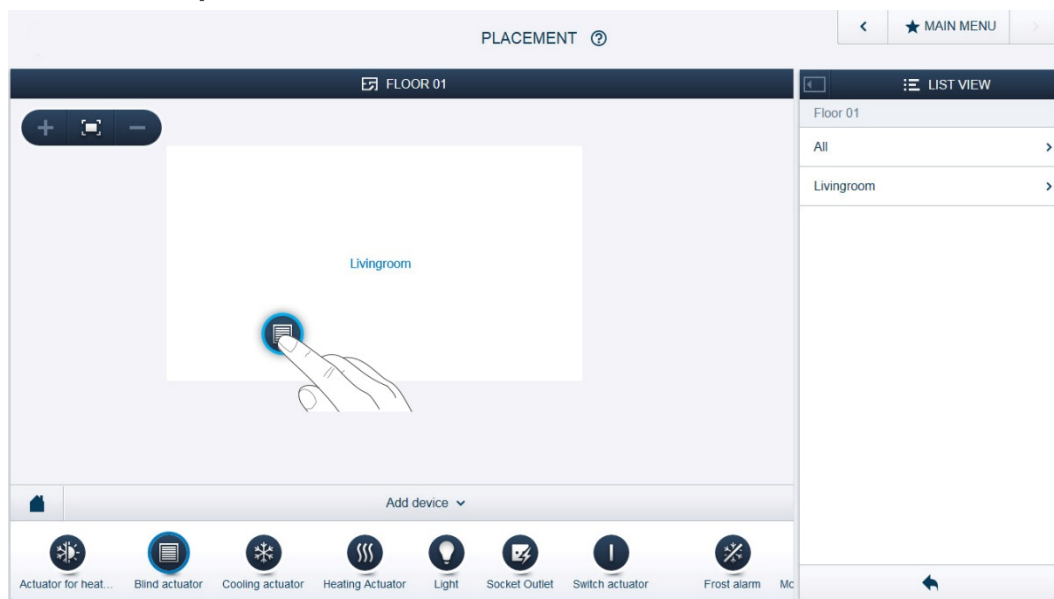 PLACEMENT ?
MAIN MENU
FLOOR 01
LIST VIEW
Floor 01
All
Livingroom
Livingroom
Add device
Actuator for heat...
Blind actuator
Cooling actuator
Heating Actuator
Light
Socket Outlet
Switch actuator
Frost alarm
Mc